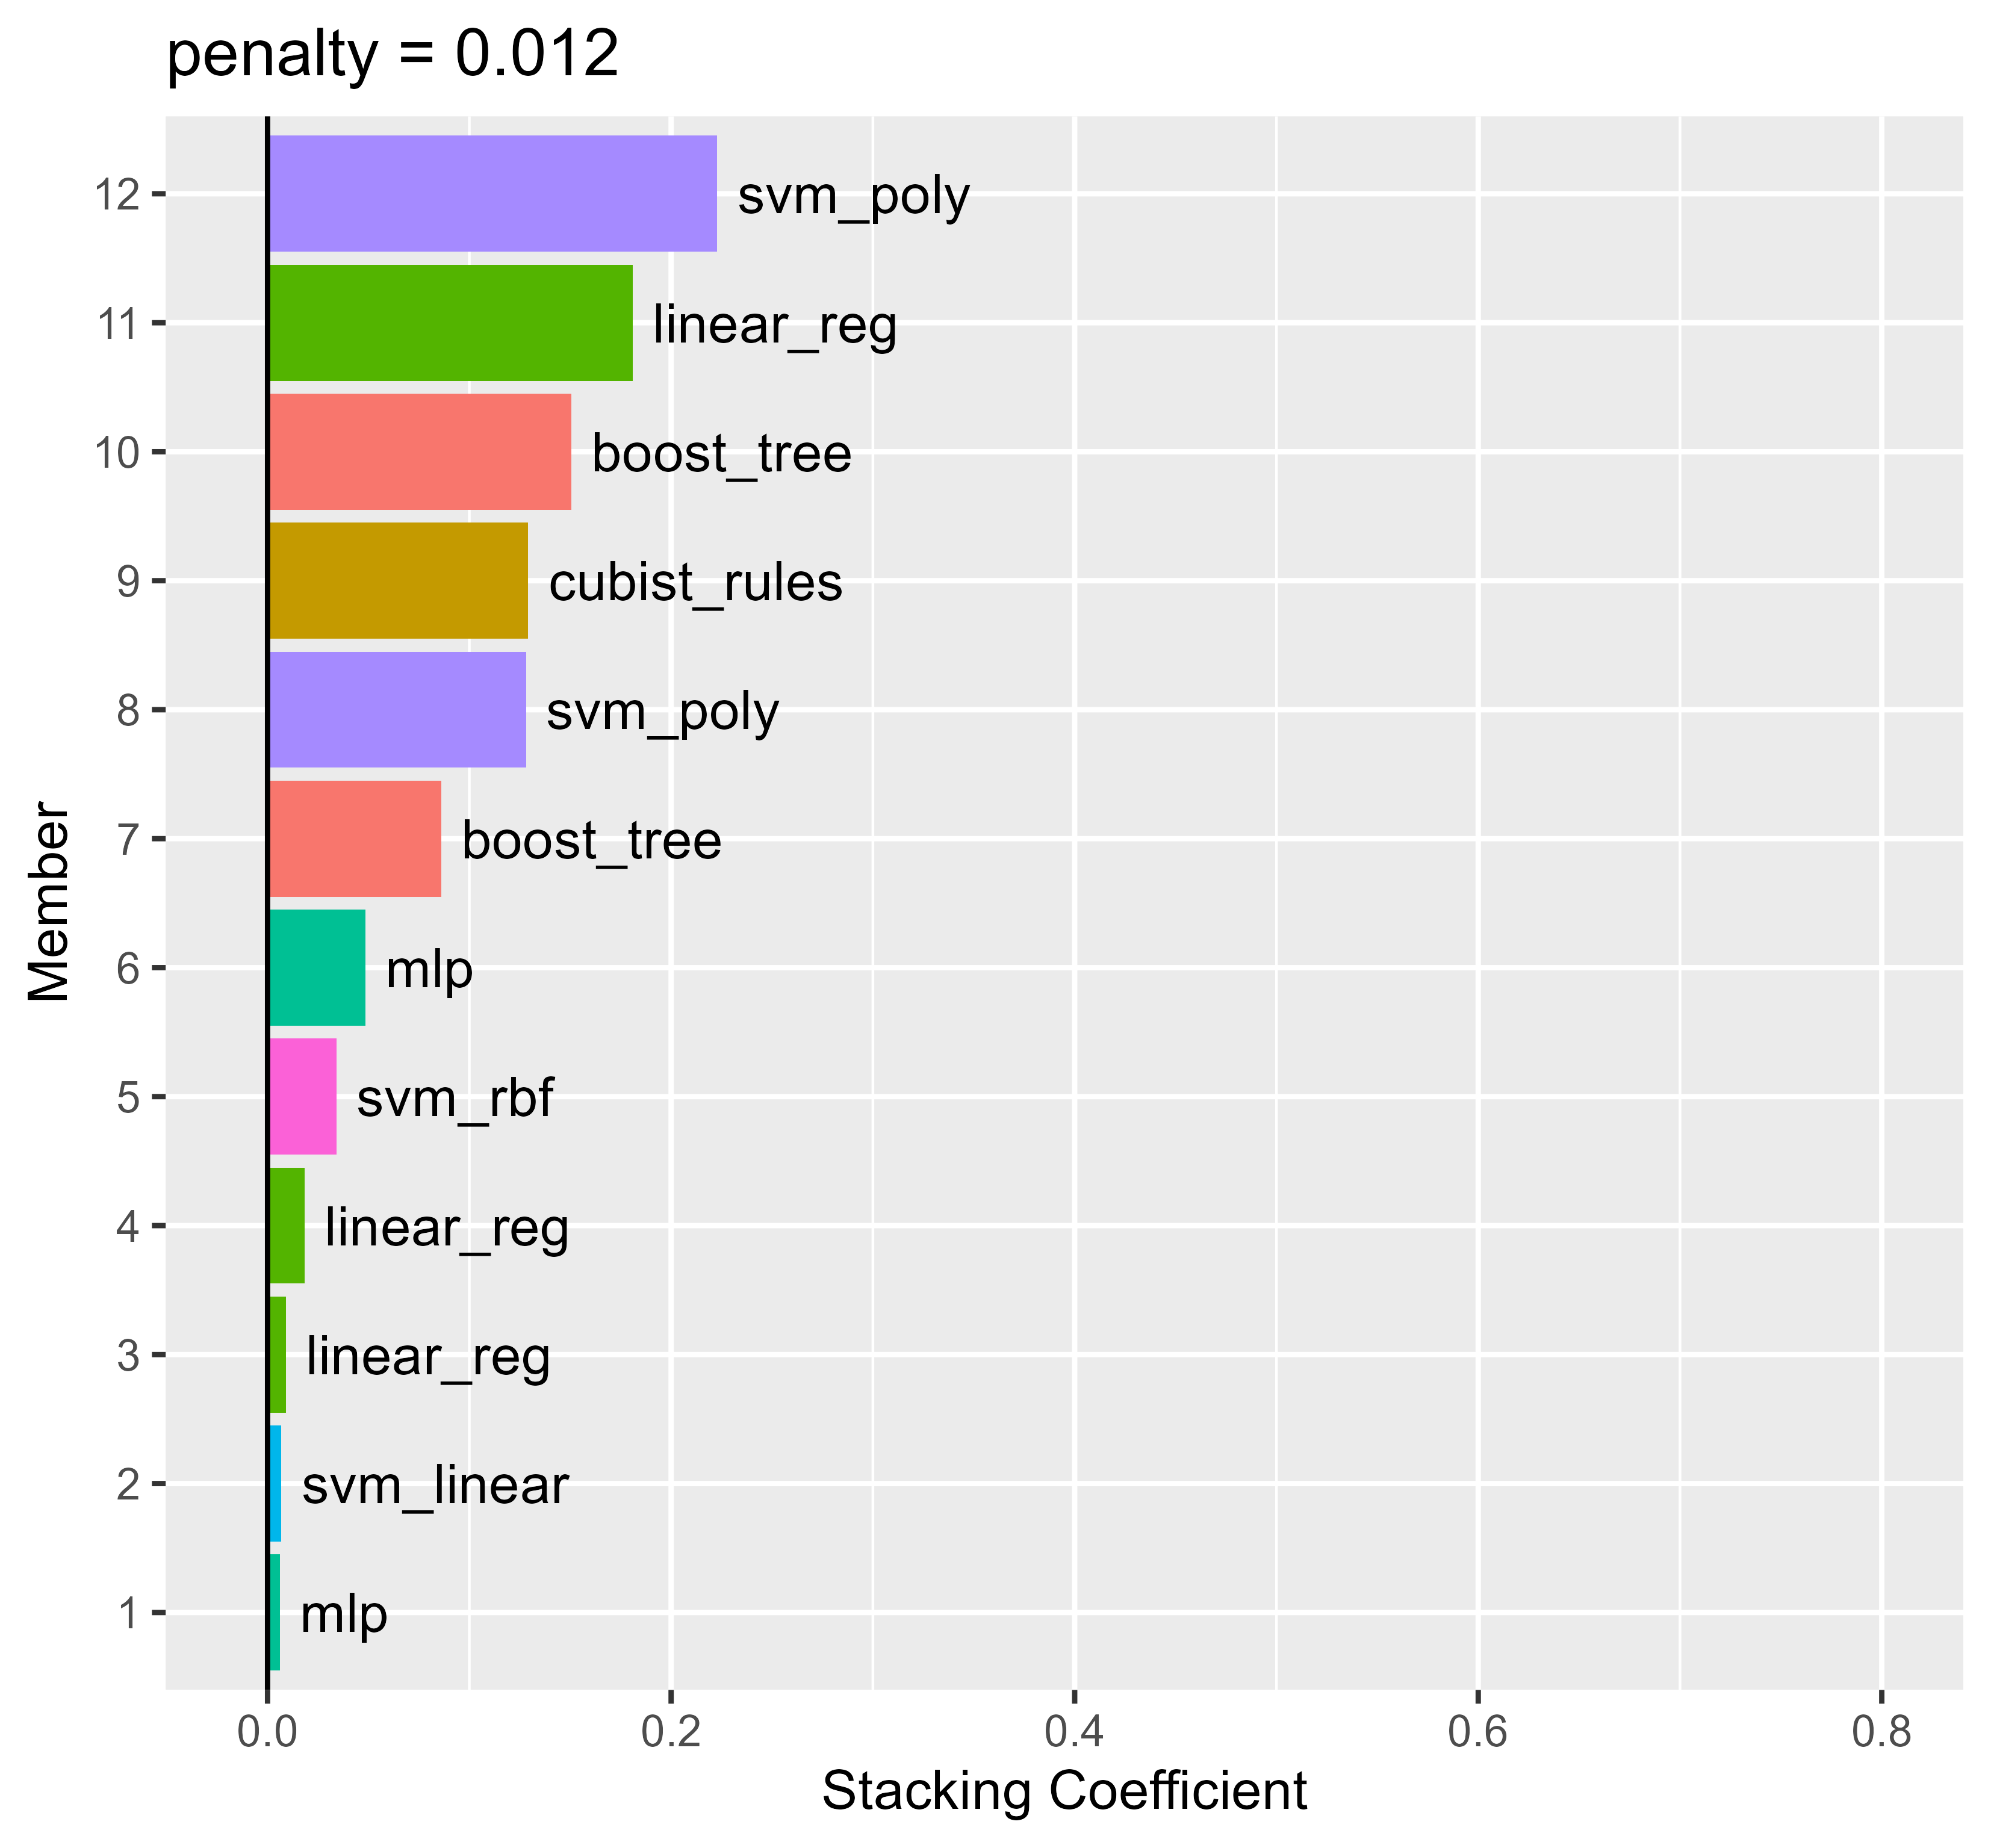 penalty = 0.012
12
svm_poly
11
linear_reg
10
boost_tree
9
cubist_rules
8
svm_poly
7
boost_tree
6
mlp
5
svm_rbf
4
linear_reg
3
linear_reg
2
svm_linear
1
mlp
Member
0.0 0.2 0.4 0.6 0.8
Stacking Coefficient